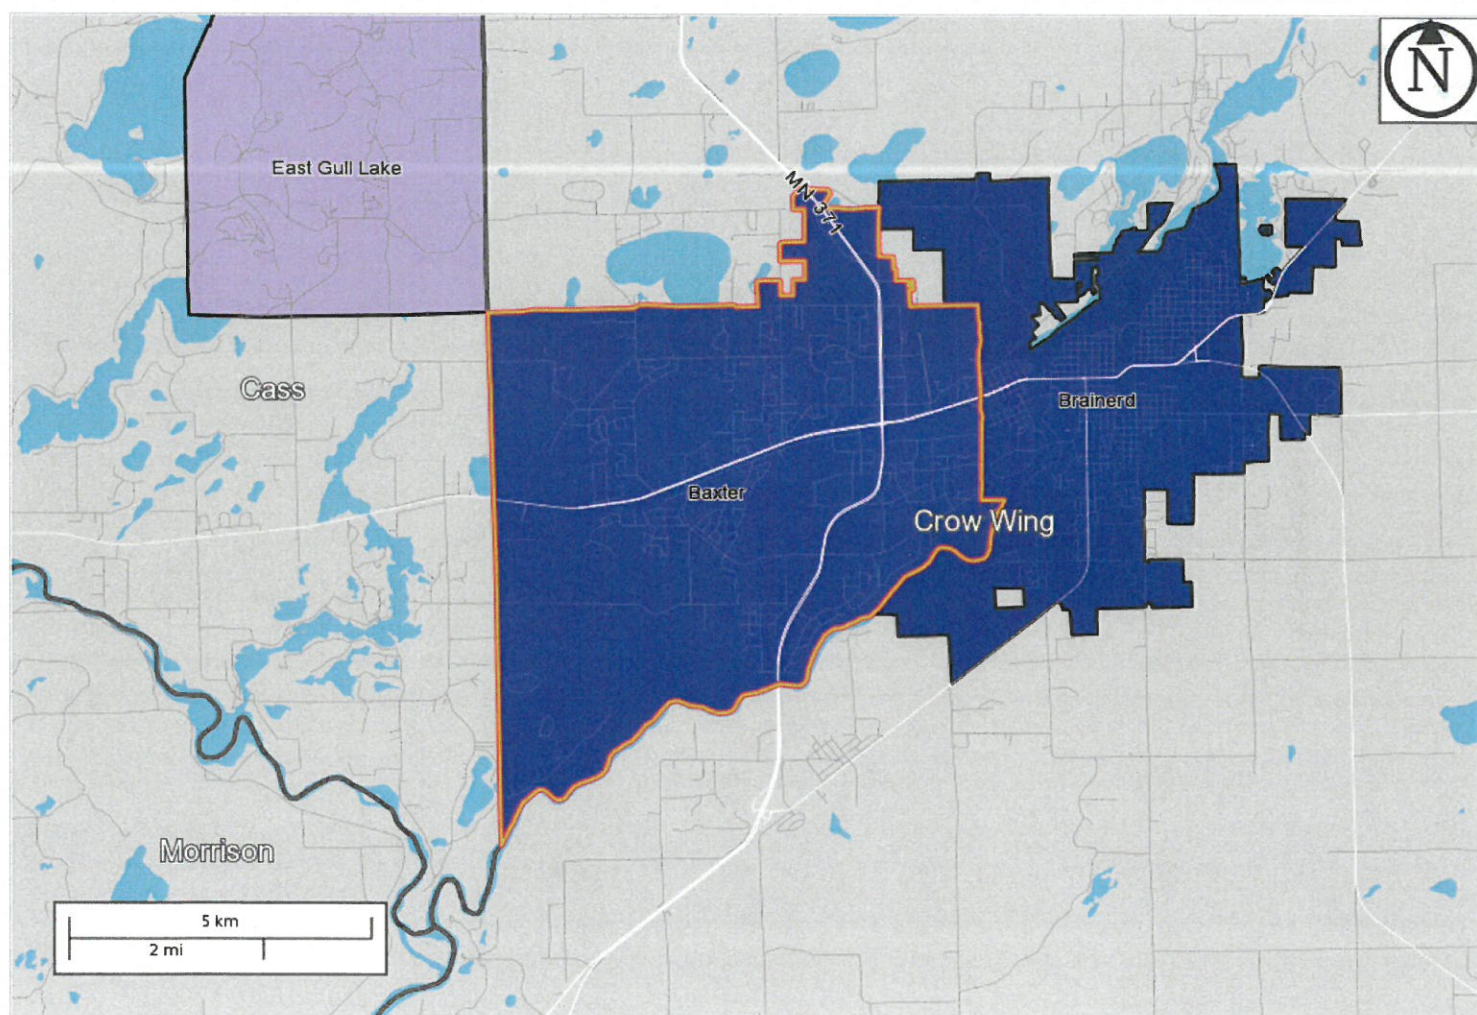 N
East Gull Lake
MN 371
Cass
Brainerd
Baxter
Crow Wing
Morrison
5 km
2 mi